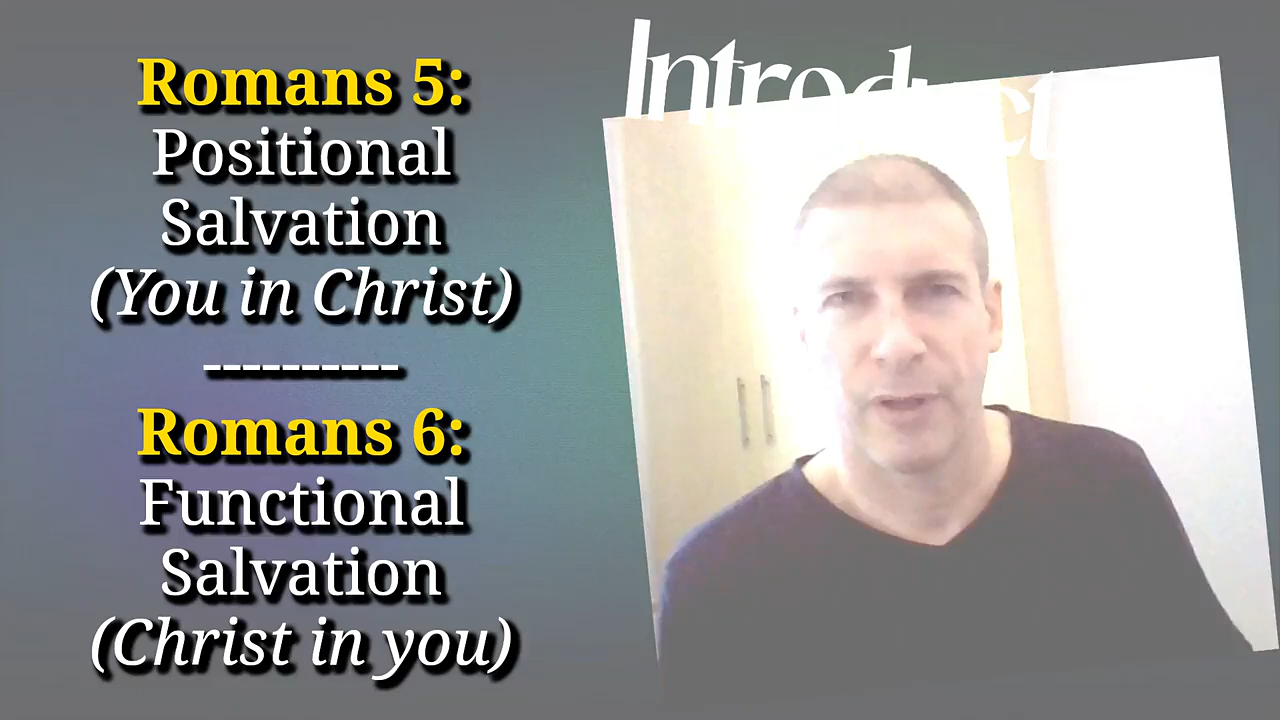 Romans 5:
Positional
Salvation
(You in Christ)
----------
Romans 6:
Functional
Salvation
(Christ in you)